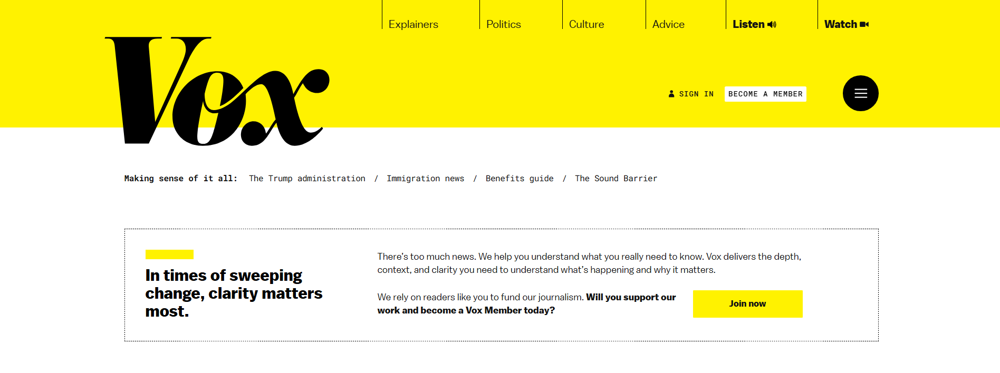 Explainers
Politics
Culture
Advice
Listen
Watch
Vox
SIGN IN
BECOME A MEMBER
Making sense of it all: The Trump administration / Immigration news / Benefits guide / The Sound Barrier
In times of sweeping
change, clarity matters
most.
There’s too much news. We help you understand what you really need to know. Vox delivers the depth,
context, and clarity you need to understand what’s happening and why it matters.
We rely on readers like you to fund our journalism. Will you support our
work and become a Vox Member today?
Join now